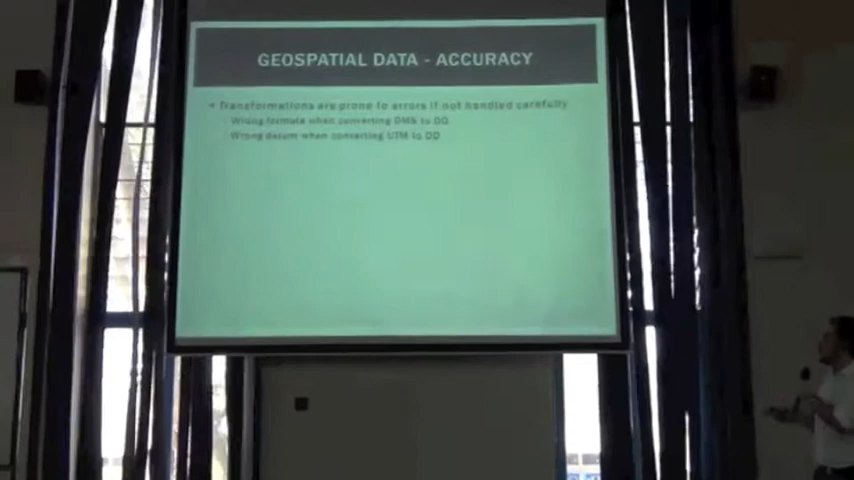 GEOSPATIAL DATA - ACCURACY
Transformations are prone to errors if not handled carefully
Wrong formula when converting DMS to DD
Wrong datum when converting UTM to DD